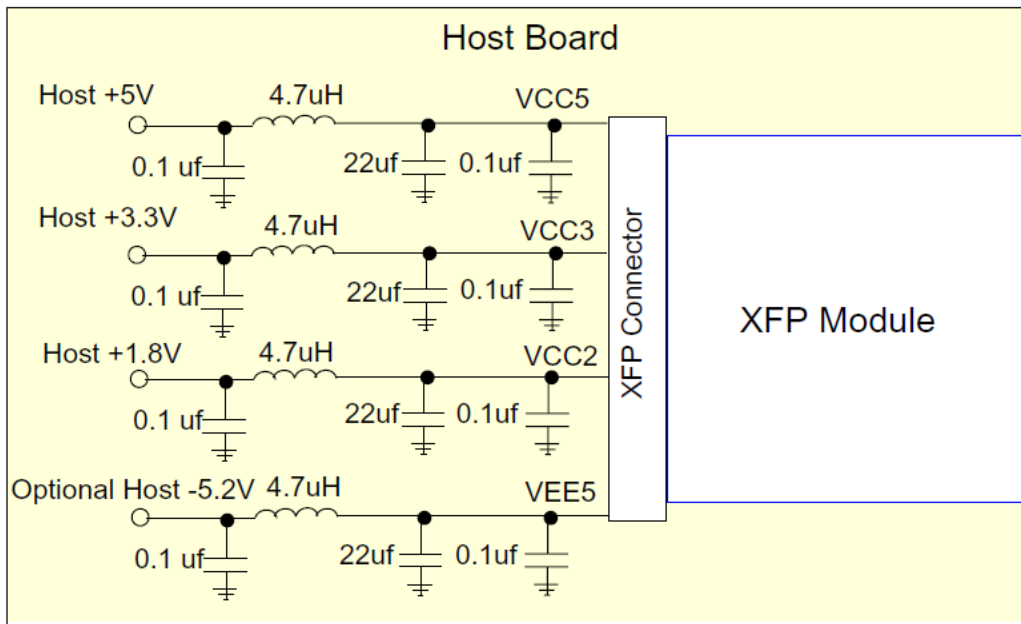 Host Board
Host +5V
4.7uH
VCC5
0.1 uf
22uf
0.1uf
Host +3.3V
4.7uH
VCC3
0.1 uf
22uf
0.1uf
Host +1.8V
4.7uH
VCC2
0.1 uf
22uf
0.1uf
Optional Host -5.2V
4.7uH
VEE5
0.1 uf
22uf
0.1uf
XFP Connector
XFP Module